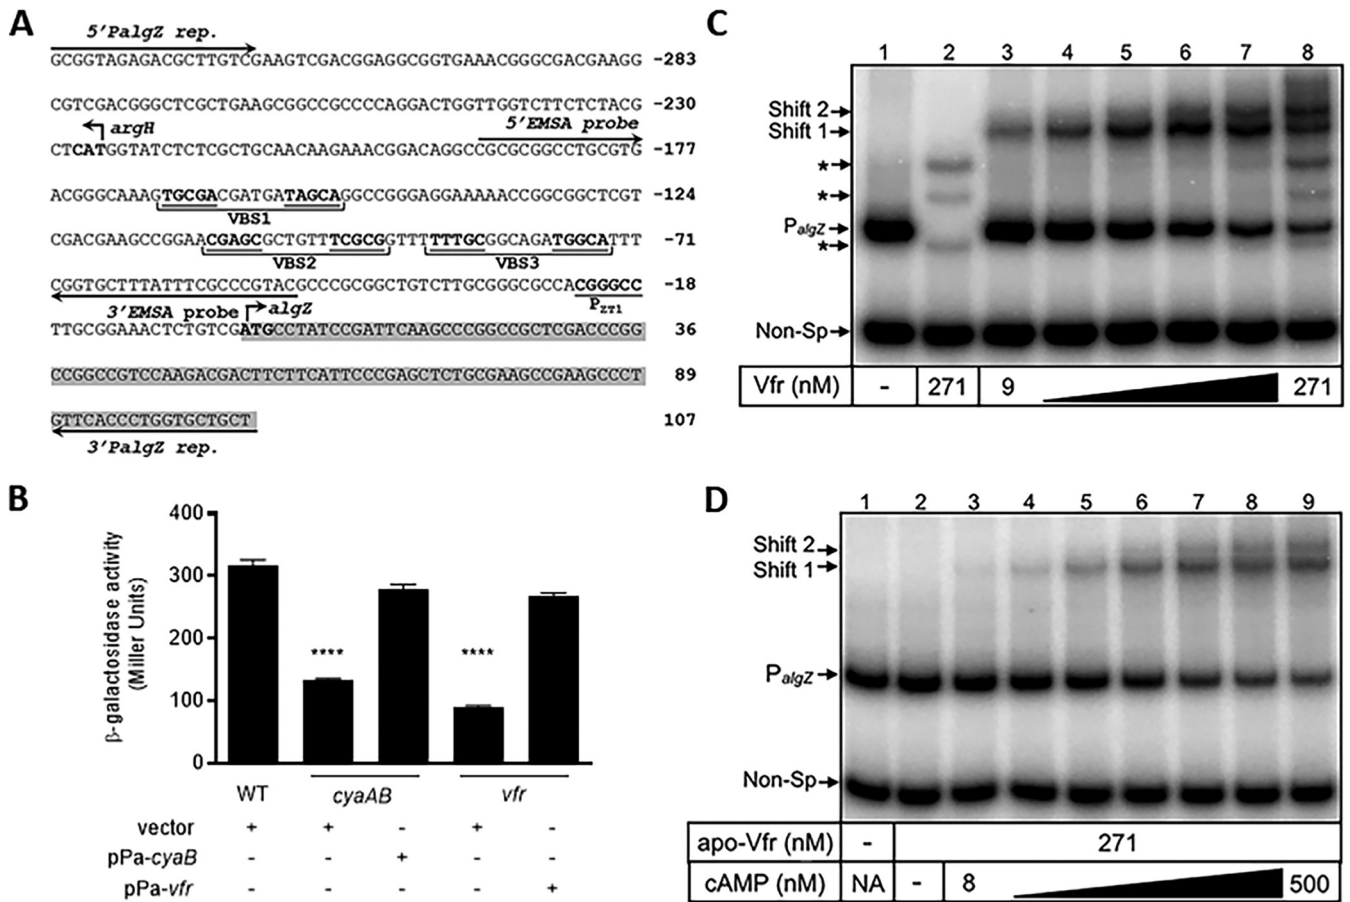 A
5'PalgZ rep.
GCGGTAGAGACGCTTGTCGAAGTCGACGGAGGCGGTGAAACGGGCGACGAAGG -283
CGTCGACGGGCTCGCTGAAGCGGCCGCCCCAGGACTGGTTGGTCTTCTCTACG -230
argH 5'EMSA probe
CTCATGGTATCTCTCGCTGCAACAAGAAACGGACAGGCCGCGCGGCCTGCGTG -177
ACGGGCAAAGTGCGACGATGATAGCAGGCCGGGAGGAAAAACCGGCGGCTCGT -124
VBS1
CGACGAAGCCGGAACGAGCGCTGTTTCGCGGTTTTTTGCGGCAGATGGCATTT -71
VBS2 VBS3
CGGTGCTTTATTTCGCCCGTACGCCCGCGGCTGTCTTGCGGGCGCCACGGGCC -18
3'EMSA probe algZ PZT1
TTGCGGAAACTCTGTCGATGCCTATCCGATTCAAGCCCGGCCGCTCGACCCGG 36
CCGGCCGTCCAAGACGACTTCTTCATTCCCGAGCTCTGCGAAGCCGAAGCCCT 89
GTTCACCCTGGTGCTGCT 107
3'PalgZ rep.
B
β-galactosidase activity
(Miller Units)
400
300
200
100
0
**** ****
WT cyaAB vfr
vector + + - + -
pPa-cyaB - - + - -
pPa-vfr - - - - +
C
1 2 3 4 5 6 7 8
Shift 2
Shift 1
*
*
PalgZ
*
Non-Sp
Vfr (nM) - 271 9 271
D
1 2 3 4 5 6 7 8 9
Shift 2
Shift 1
PalgZ
Non-Sp
apo-Vfr (nM) - 271
cAMP (nM) NA - 8 500